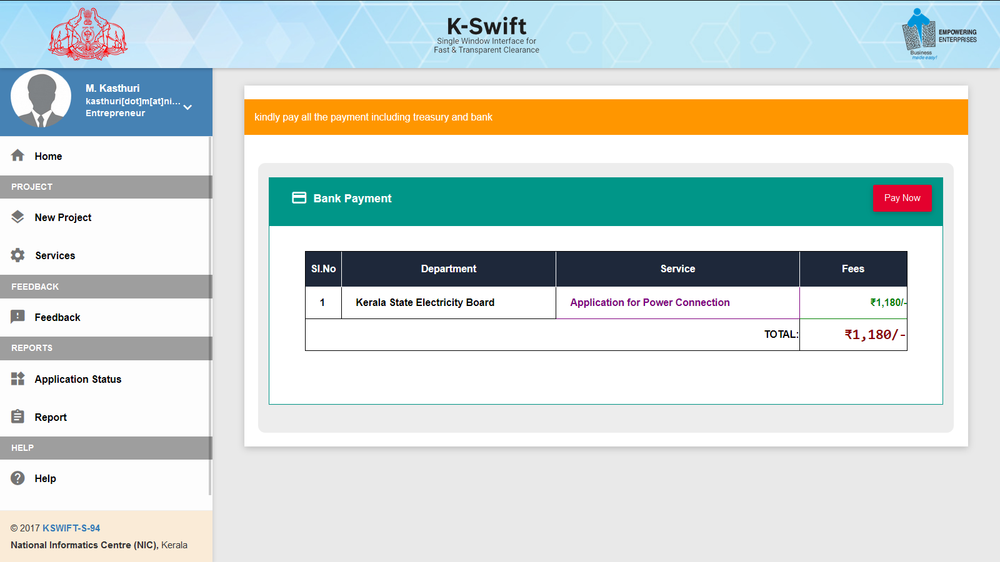 K-Swift
Single Window Interface for
Fast & Transparent Clearance
EMPOWERING
ENTERPRISES
Business
made easy!
M. Kasthuri
kasthuri[dot]m[at]ni...
Entrepreneur
Home
PROJECT
New Project
Services
FEEDBACK
Feedback
REPORTS
Application Status
Report
HELP
Help
© 2017 KSWIFT-S-94
National Informatics Centre (NIC), Kerala
kindly pay all the payment including treasury and bank
Bank Payment
Pay Now
Sl.No Department Service Fees
1 Kerala State Electricity Board Application for Power Connection ₹1,180/-
TOTAL: ₹1,180/-